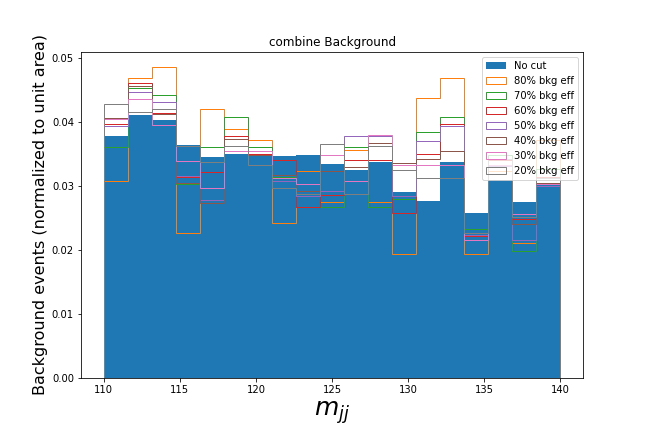 combine Background
Background events (normalized to unit area)
0.05
0.04
0.03
0.02
0.01
0.00
No cut
80% bkg eff
70% bkg eff
60% bkg eff
50% bkg eff
40% bkg eff
30% bkg eff
20% bkg eff
110 115 120 125 130 135 140
m_{jj}